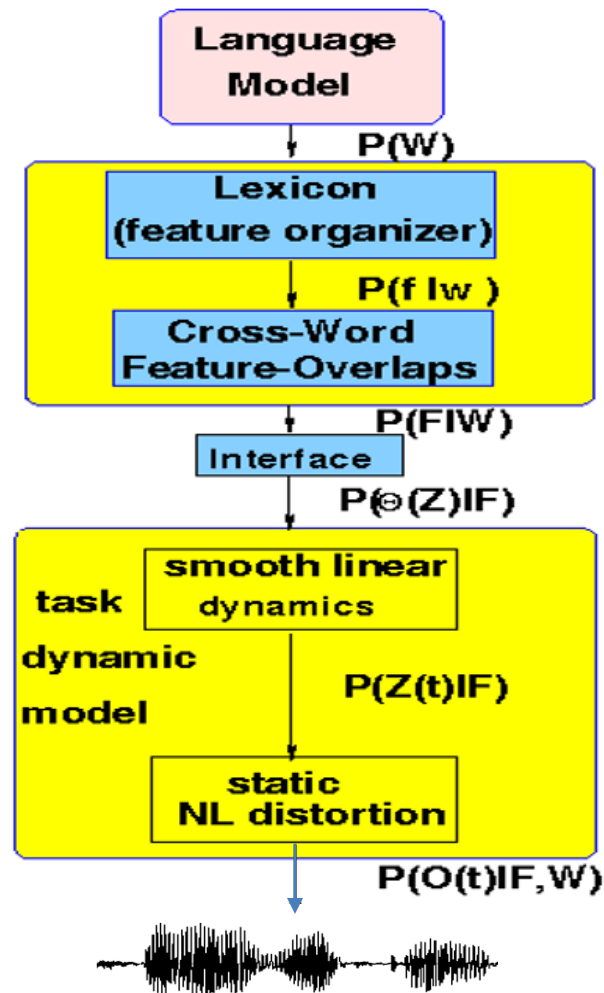 Language
Model
P(W)
Lexicon
(feature organizer)
P(f Iw )
Cross-Word
Feature-Overlaps
P(FIW)
Interface
P(Θ(Z)IF)
smooth linear
dynamics
task
dynamic
model
P(Z(t)IF)
static
NL distortion
P(O(t)IF,W)